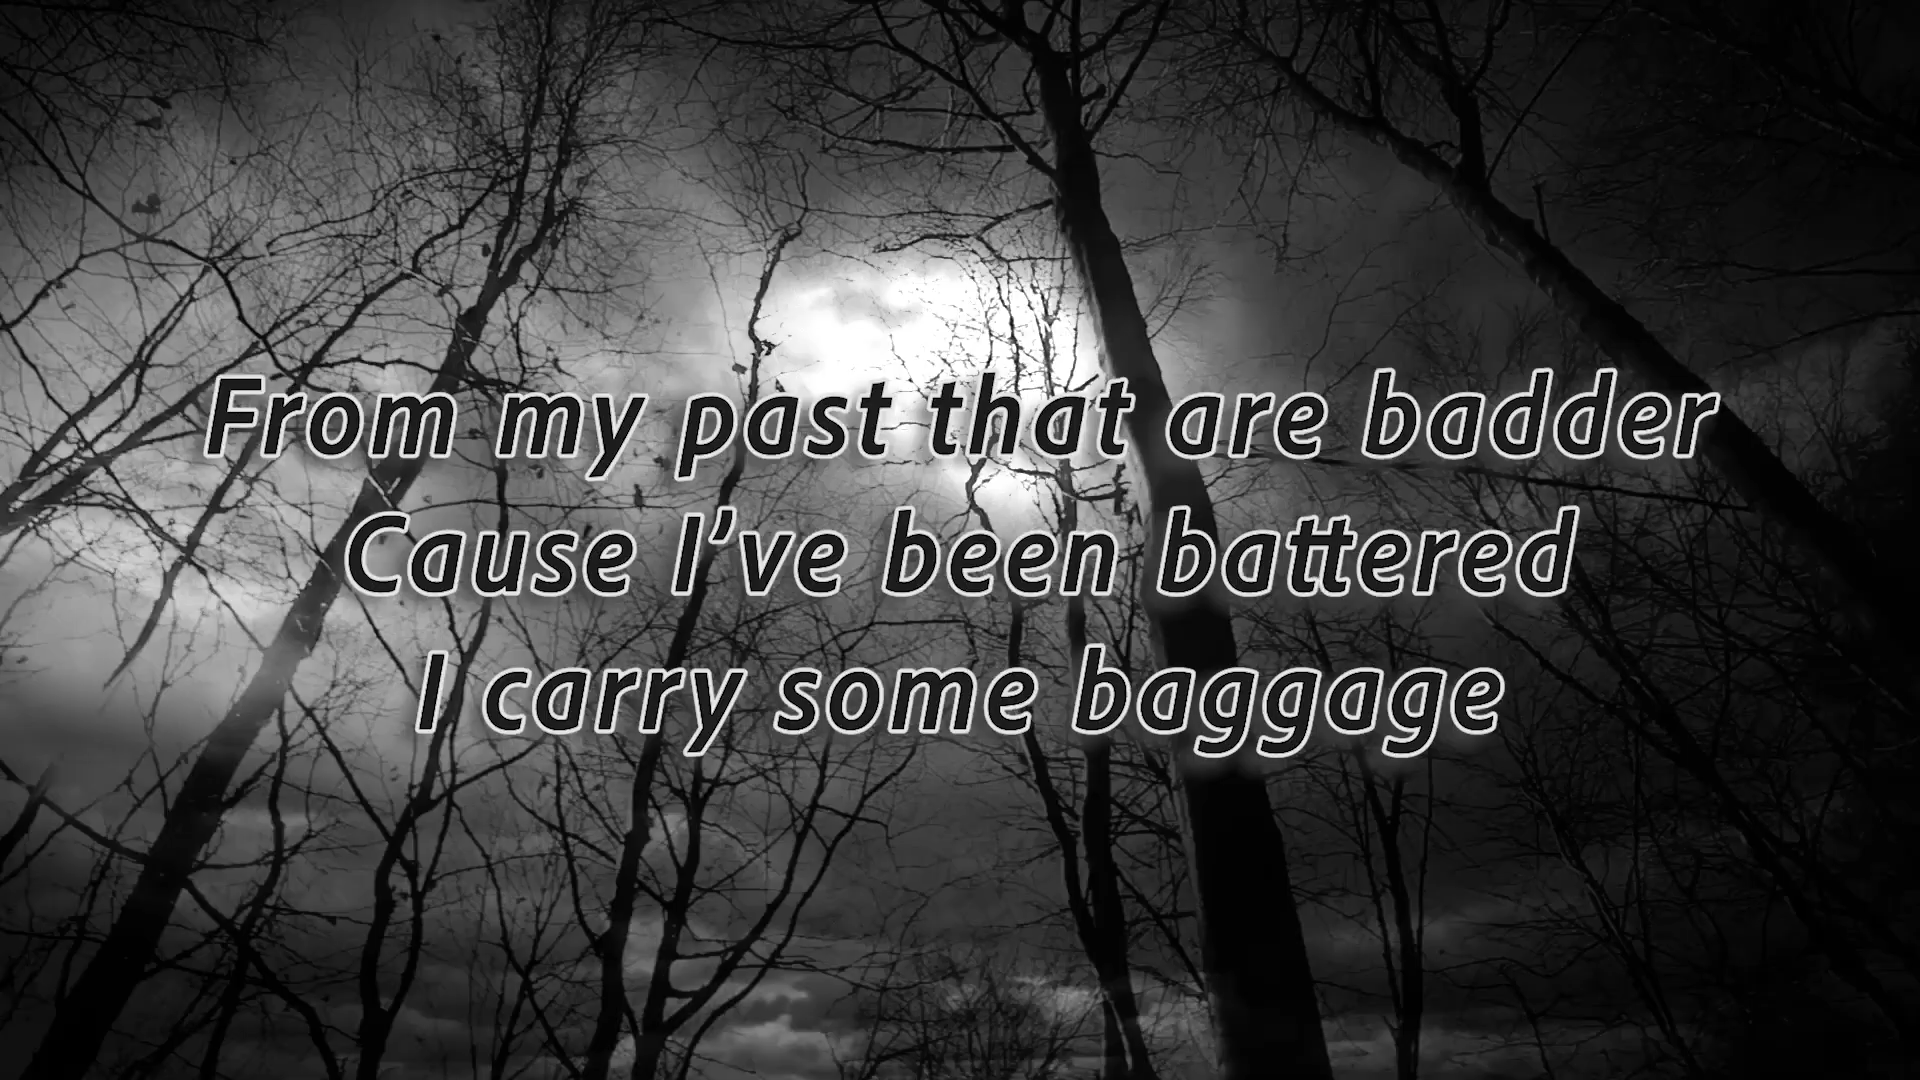 From my past that are badder
Cause I've been battered
I carry some baggage